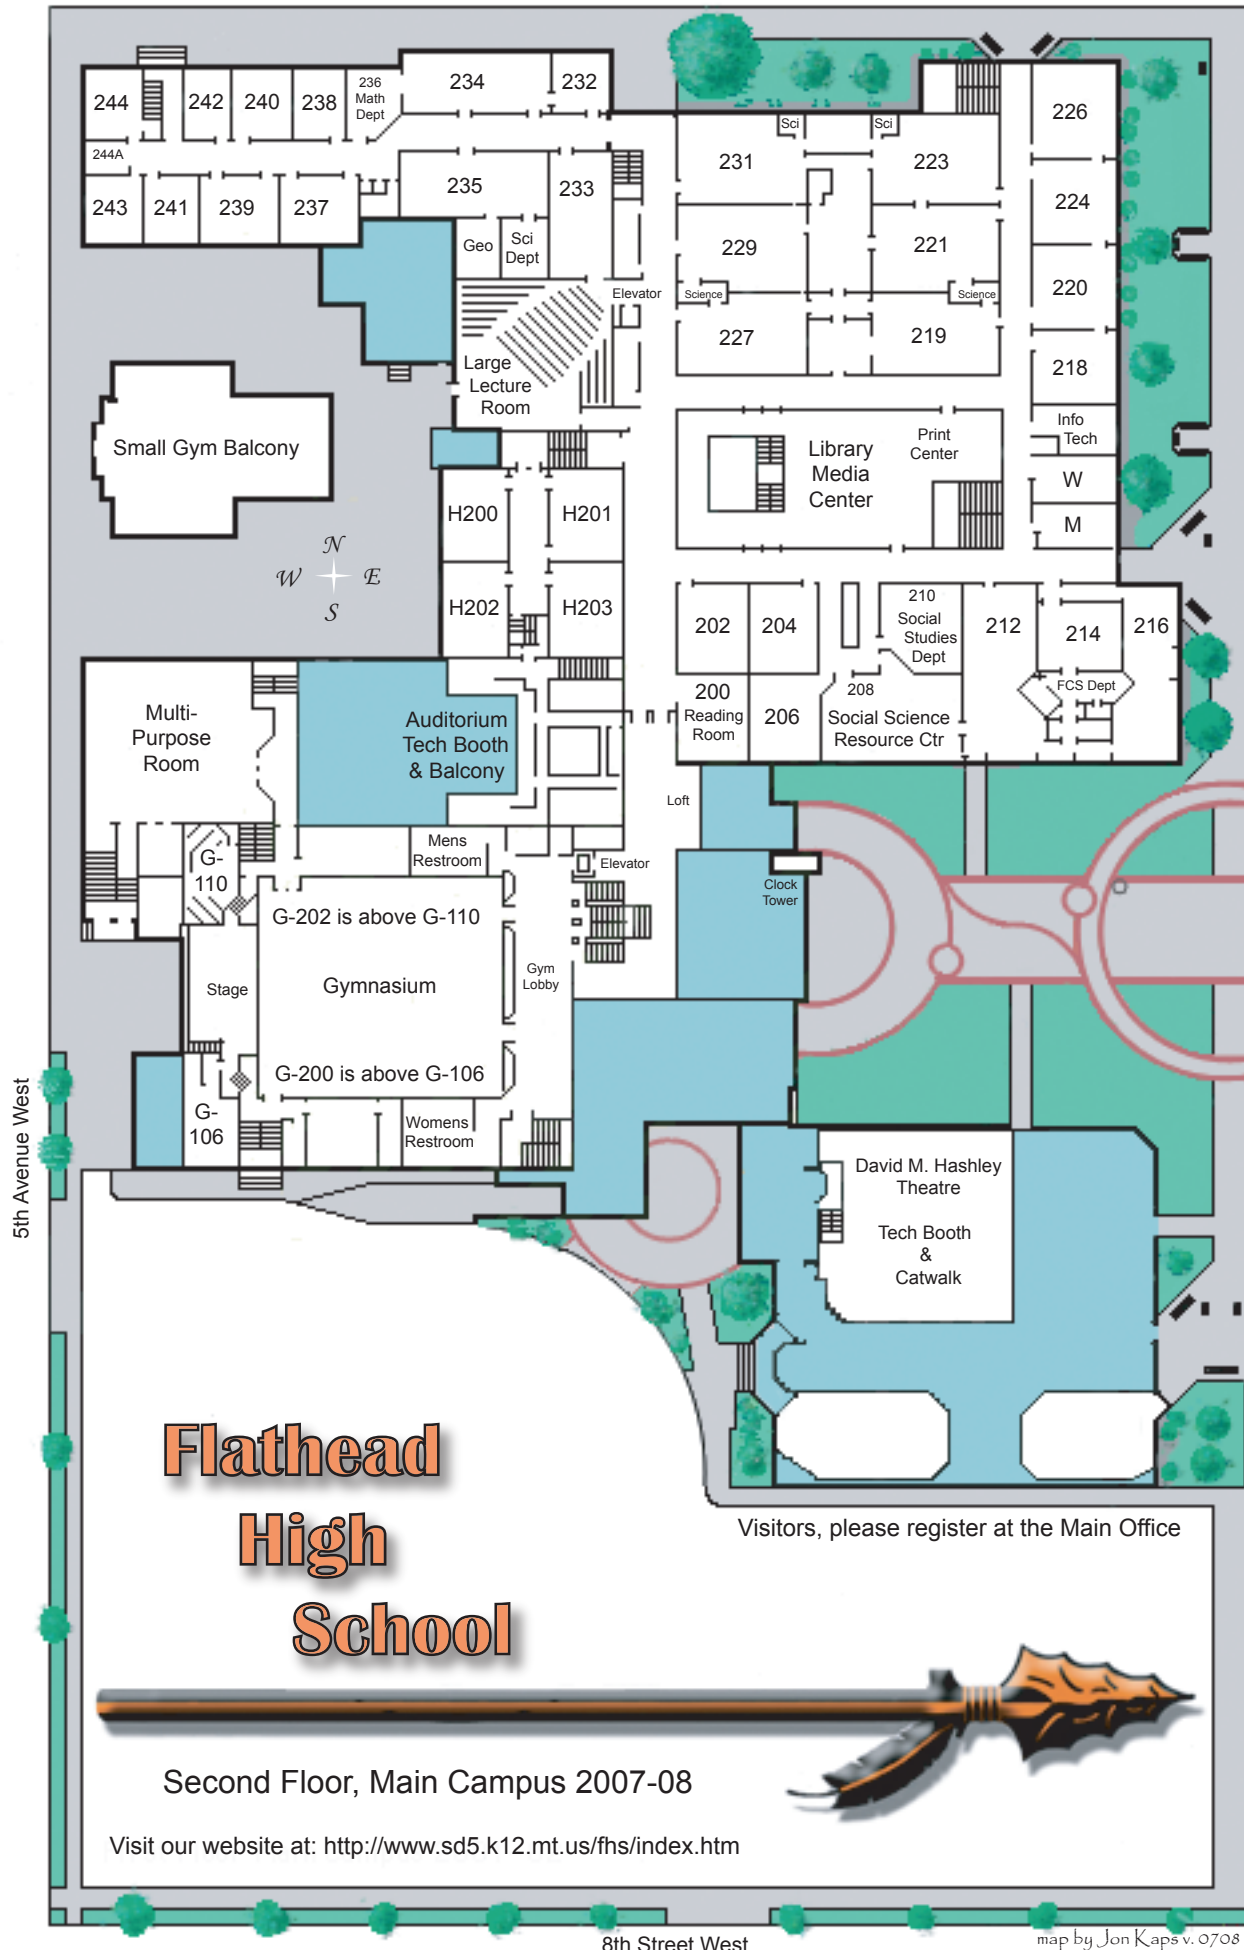 244
242
240
238
236
Math
Dept
234
232
244A
243
241
239
237
235
233
Geo
Sci
Dept
Elevator
Large
Lecture
Room
Sci
Sci
231
223
229
221
Science
Science
227
219
226
224
220
218
Info
Tech
W
M
Library
Media
Center
Print
Center
Small Gym Balcony
N
W E
S
H200
H201
H202
H203
202
204
210
Social
Studies
Dept
212
214
216
FCS Dept
200
Reading
Room
206
208
Social Science
Resource Ctr
Multi-
Purpose
Room
Auditorium
Tech Booth
& Balcony
Loft
Mens
Restroom
Elevator
Clock
Tower
G-
110
G-202 is above G-110
Stage
Gymnasium
Gym
Lobby
G-200 is above G-106
G-
106
Womens
Restroom
5th Avenue West
David M. Hashley
Theatre
Tech Booth
&
Catwalk
Flathead
High
School
Visitors, please register at the Main Office
Second Floor, Main Campus 2007-08
Visit our website at: http://www.sd5.k12.mt.us/fhs/index.htm
8th Street West
map by Jon Kaps v. 0708